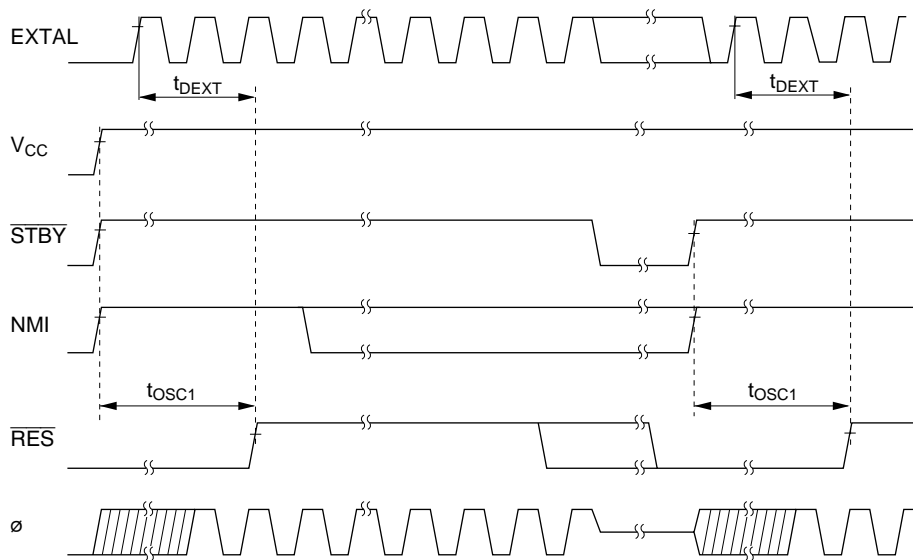 EXTAL
tDEXT tDEXT
VCC
STBY
NMI
tOSC1 tOSC1
RES
ø